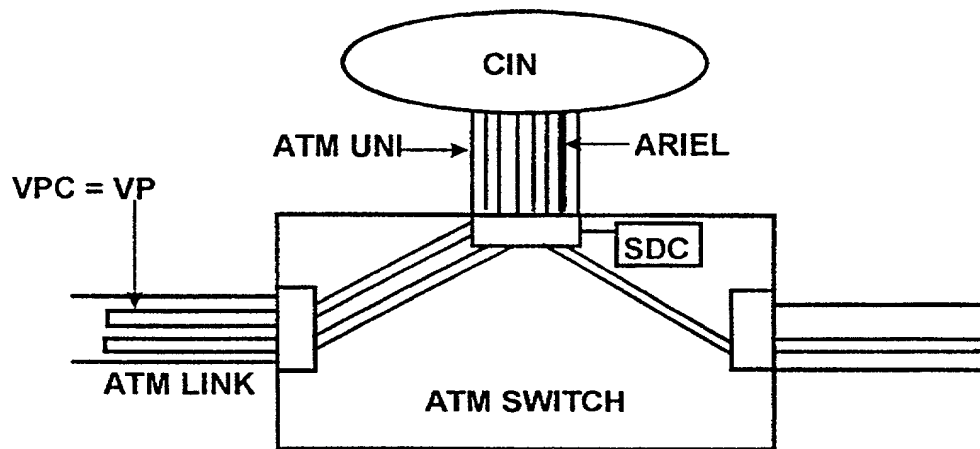 CIN
ATM UNI
ARIEL
VPC = VP
SDC
ATM LINK
ATM SWITCH